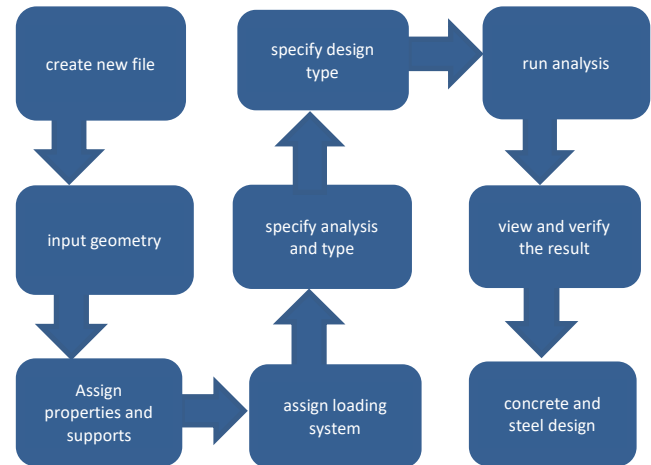 create new file
input geometry
Assign
properties and
supports
assign loading
system
specify analysis
and type
specify design
type
run analysis
view and verify
the result
concrete and
steel design